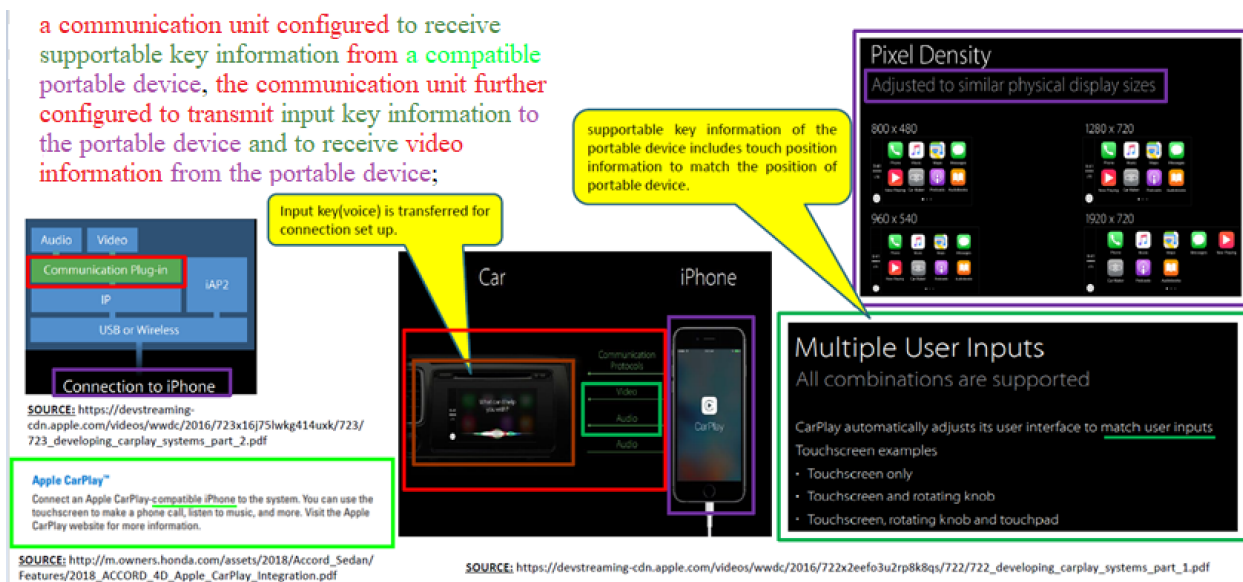 a communication unit configured to receive
supportable key information from a compatible
portable device, the communication unit further
configured to transmit input key information to
the portable device and to receive video
information from the portable device;
Input key(voice) is transferred for
connection set up.
supportable key information of the
portable device includes touch position
information to match the position of
portable device.
Pixel Density
Adjusted to similar physical display sizes
800 x 480
1280 x 720
960 x 540
1920 x 720
Audio
Video
Communication Plug-in
iAP2
IP
USB or Wireless
Connection to iPhone
SOURCE: https://devstreaming-
cdn.apple.com/videos/wwdc/2016/723x16j75lwkg414uxk/723/
723_developing_carplay_systems_part_2.pdf
Apple CarPlay™
Connect an Apple CarPlay-compatible iPhone to the system. You can use the
touchscreen to make a phone call, listen to music, and more. Visit the Apple
CarPlay website for more information.
SOURCE: http://m.owners.honda.com/assets/2018/Accord_Sedan/
Features/2018_ACCORD_4D_Apple_CarPlay_Integration.pdf
Car
iPhone
Communication
Protocols
Video
Audio
Audio
CarPlay
Multiple User Inputs
All combinations are supported
CarPlay automatically adjusts its user interface to match user inputs
Touchscreen examples
• Touchscreen only
• Touchscreen and rotating knob
• Touchscreen, rotating knob and touchpad
SOURCE: https://devstreaming-cdn.apple.com/videos/wwdc/2016/722x2eefo3u2rp8k8qs/722/722_developing_carplay_systems_part_1.pdf